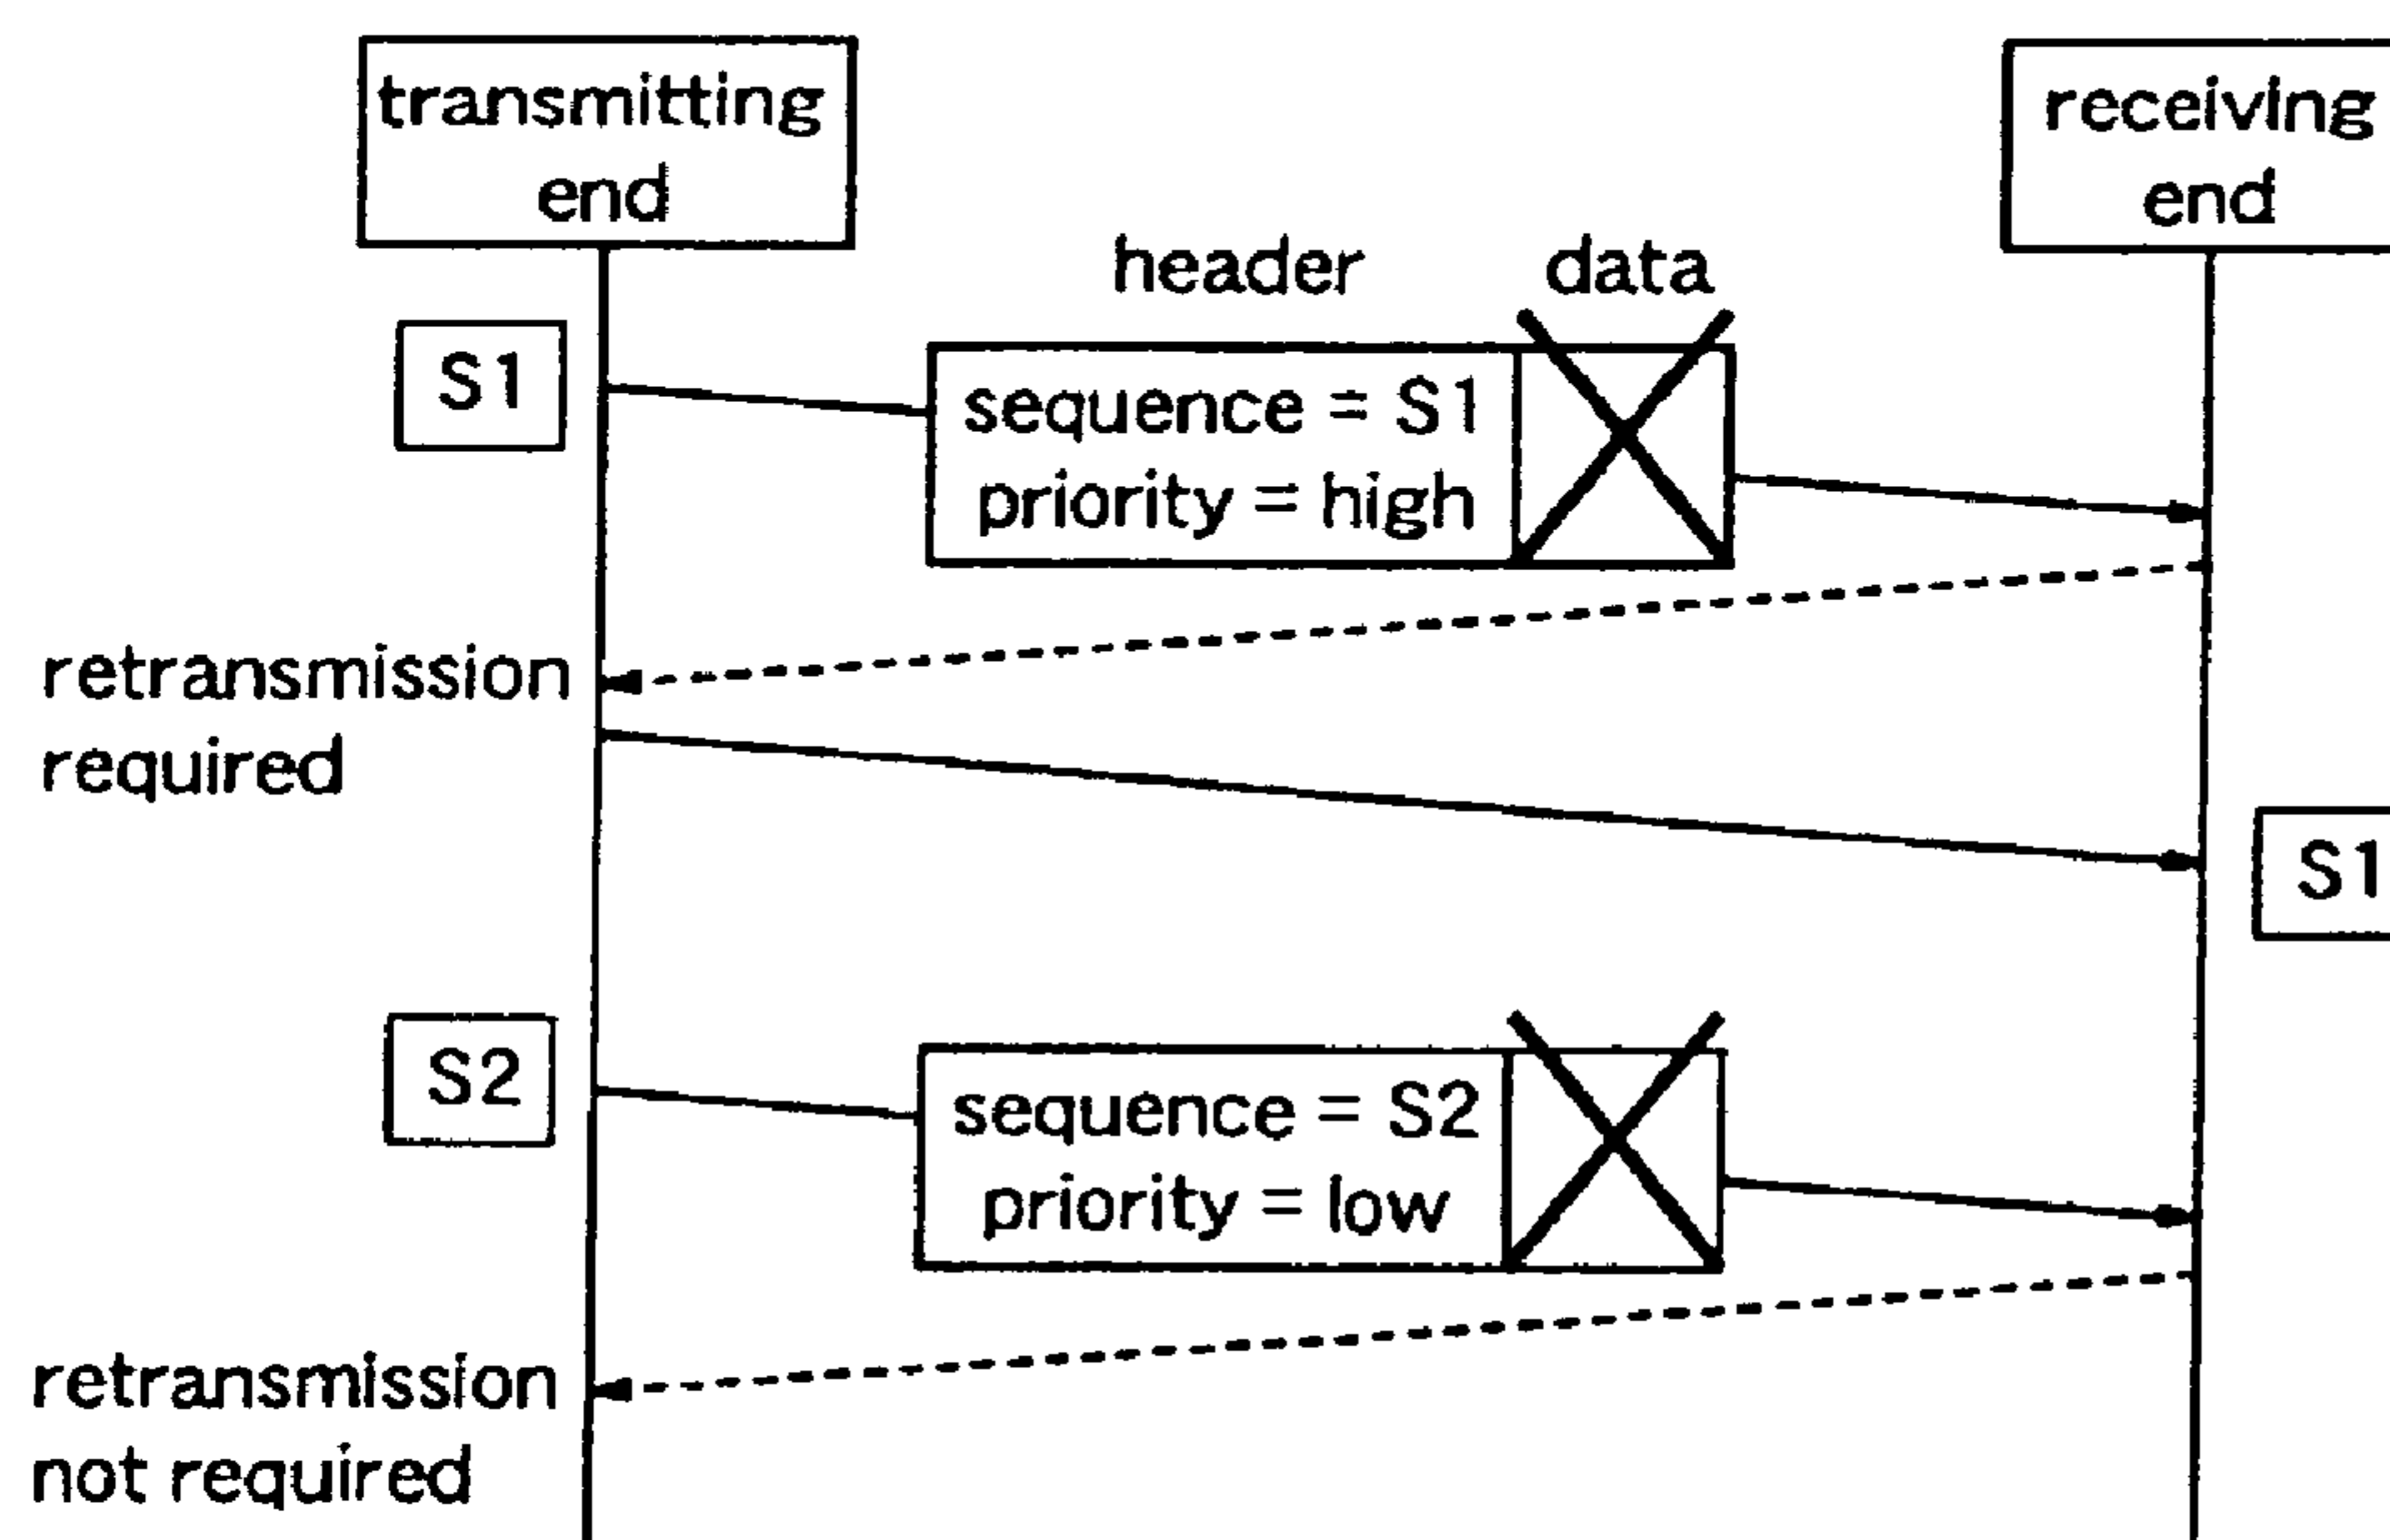 transmitting
end
receiving
end
header
data
S1
sequence = S1
priority = high
retransmission
required
S1
S2
sequence = S2
priority = low
retransmission
not required